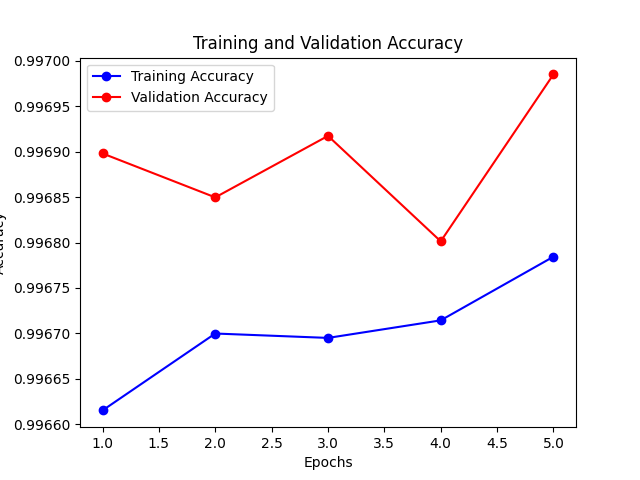 Training and Validation Accuracy
Training Accuracy
Validation Accuracy
0.99700
0.99695
0.99690
0.99685
0.99680
0.99675
0.99670
0.99665
0.99660
Accuracy
1.0 1.5 2.0 2.5 3.0 3.5 4.0 4.5 5.0
Epochs